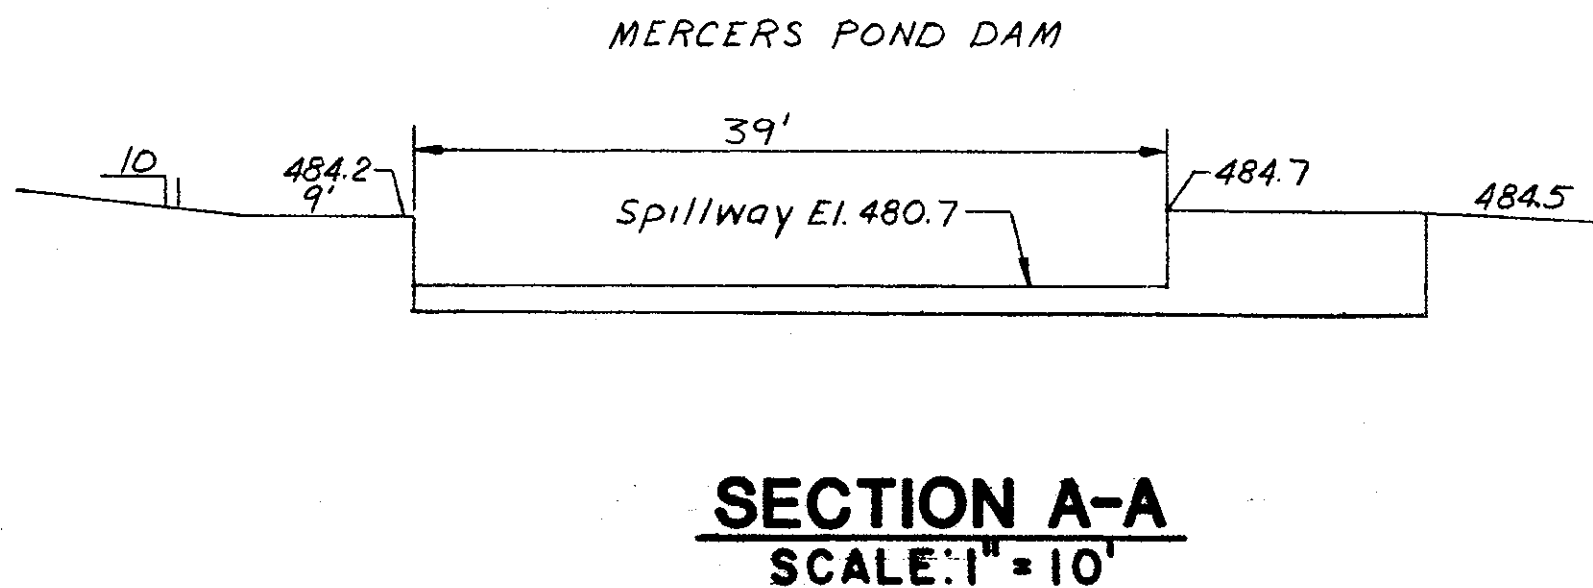 MERCERS POND DAM
39'
10
1
484.2
9'
484.7
484.5
Spillway El. 480.7
SECTION A-A
SCALE: 1" = 10'